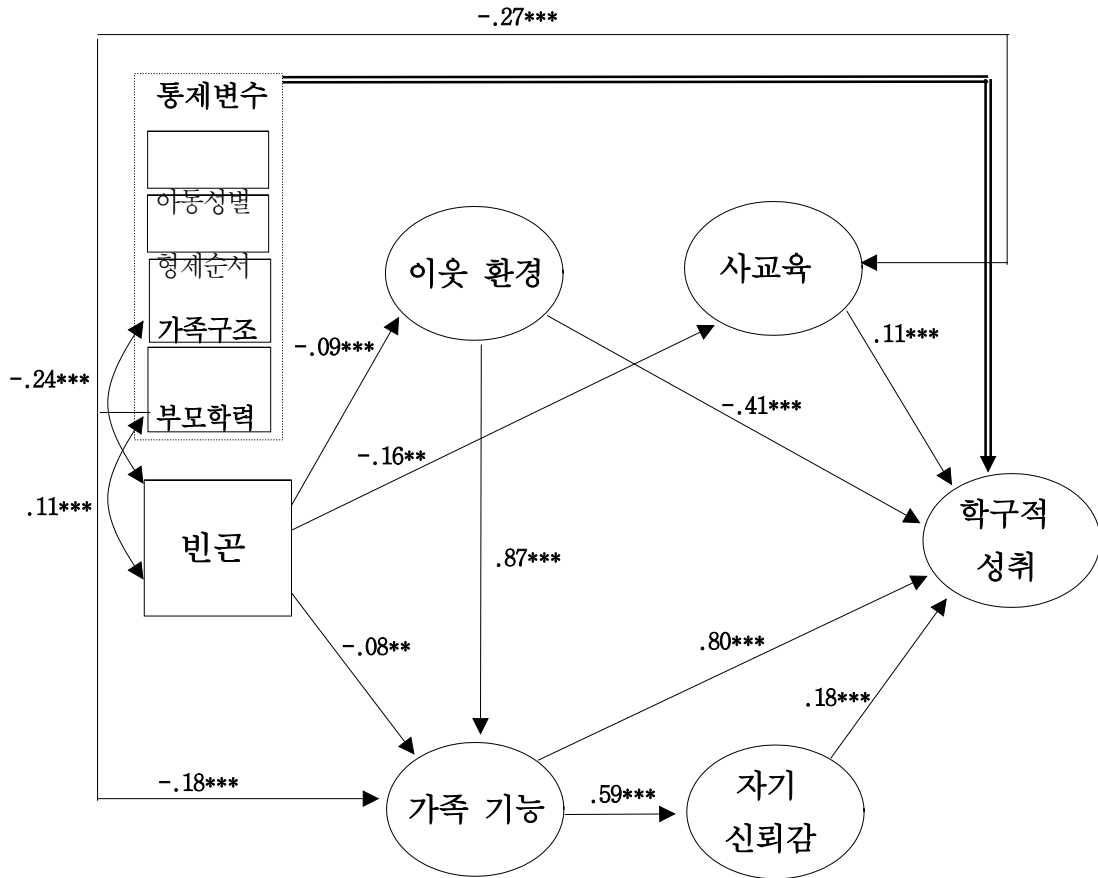 -.27***
통제변수
아동성별
형제순서
가족구조
부모학력
이웃 환경
사교육
-.09***
.11***
-.24***
-.41***
-.16**
.11***
빈곤
학구적
성취
.87***
-.08**
.80***
.18***
-.18***
가족 기능
.59***
자기
신뢰감